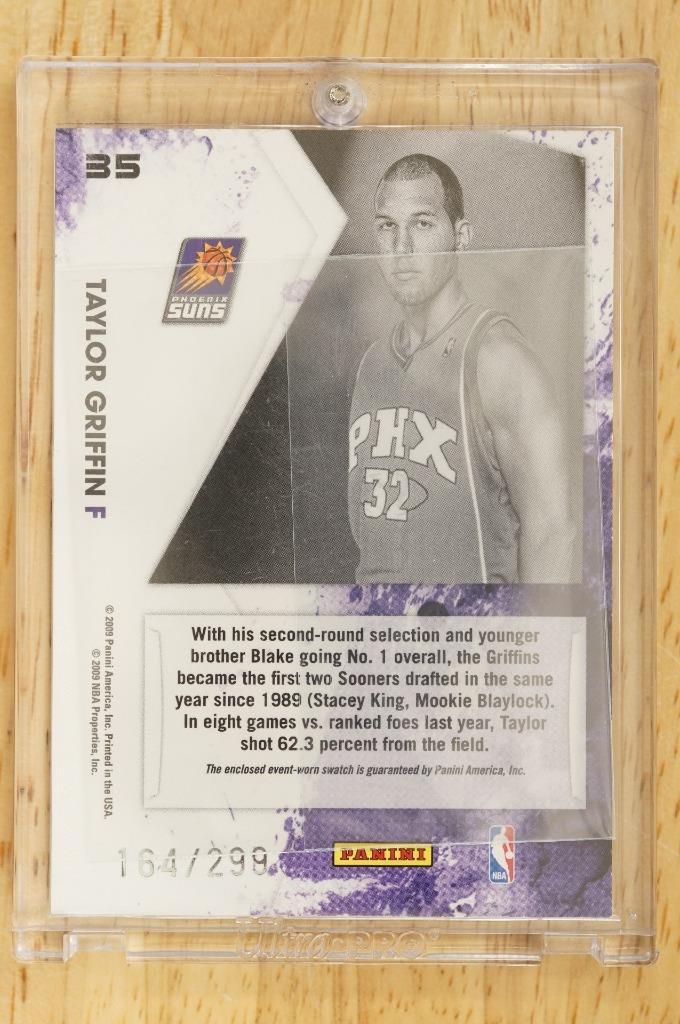 35
PHOENIX
SUNS
TAYLOR GRIFFIN F
PHX
32
With his second-round selection and younger
brother Blake going No. 1 overall, the Griffins
became the first two Sooners drafted in the same
year since 1989 (Stacey King, Mookie Blaylock).
In eight games vs. ranked foes last year, Taylor
shot 62.3 percent from the field.
The enclosed event-worn swatch is guaranteed by Panini America, Inc.
© 2009 Panini America, Inc. Printed in the USA.
© 2009 NBA Properties, Inc.
164/299
PANINI
NBA
Ultra-PRO®